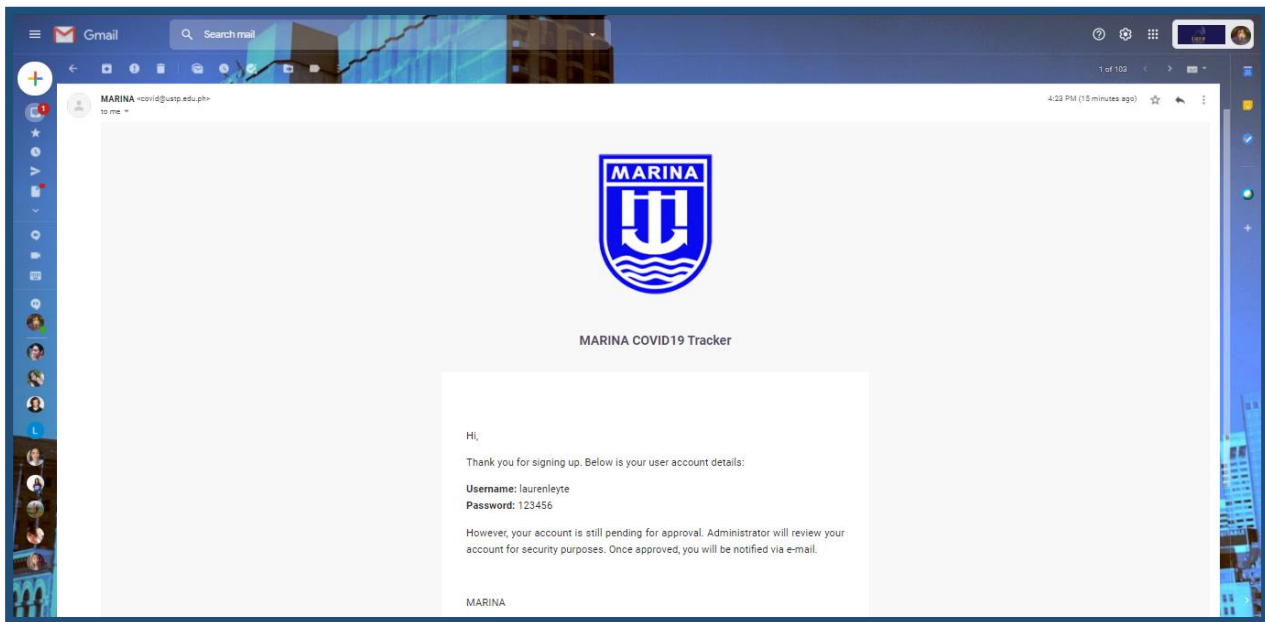 Gmail
Search mail
1 of 103
MARINA <covid@ustp.edu.ph>
to me
4:23 PM (15 minutes ago)
1
MARINA
MARINA COVID19 Tracker
Hi,
Thank you for signing up. Below is your user account details:
Username: laurenleyte
Password: 123456
However, your account is still pending for approval. Administrator will review your
account for security purposes. Once approved, you will be notified via e-mail.
L
MARINA